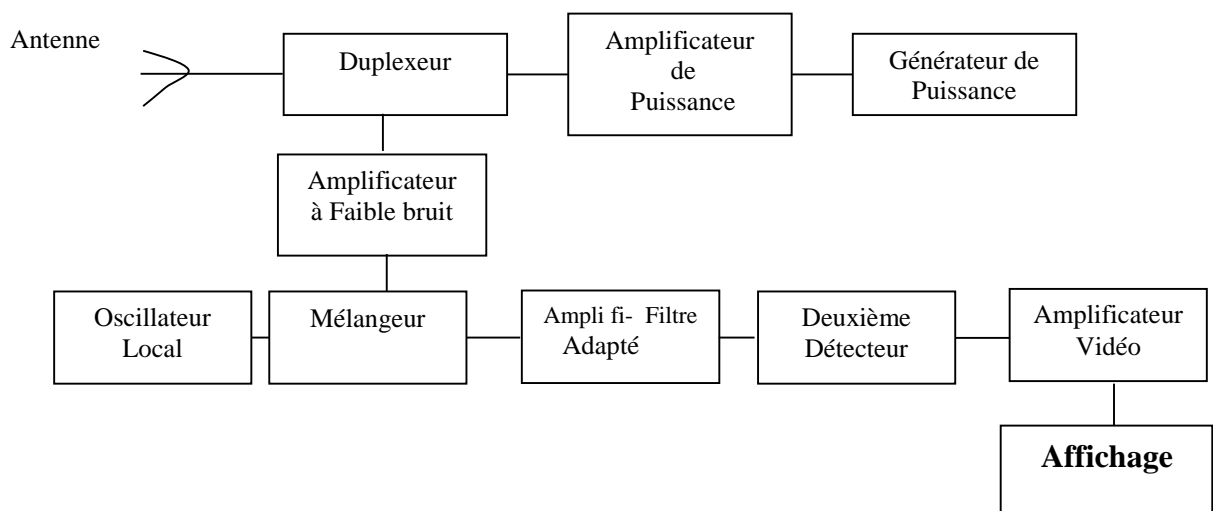 Antenne
Duplexeur
Amplificateur
de
Puissance
Générateur de
Puissance
Amplificateur
à Faible bruit
Oscillateur
Local
Mélangeur
Ampli fi- Filtre
Adapté
Deuxième
Détecteur
Amplificateur
Vidéo
Affichage